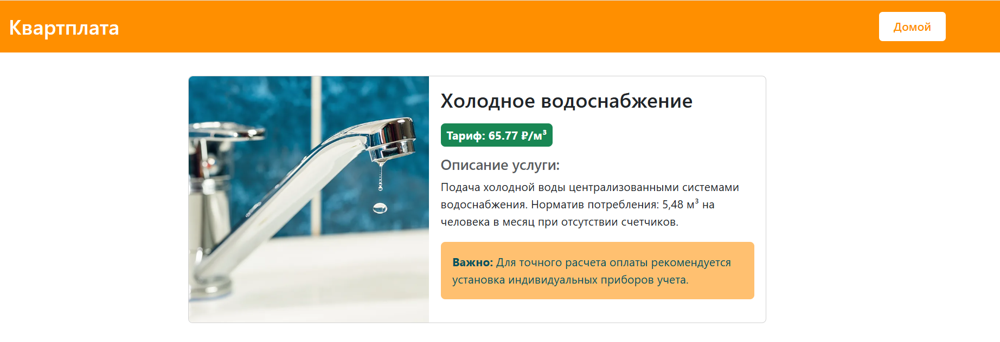 Квартплата
Домой
Холодное водоснабжение
Тариф: 65.77 ₽/м³
Описание услуги:
Подача холодной воды централизованными системами
водоснабжения. Норматив потребления: 5,48 м³ на
человека в месяц при отсутствии счетчиков.
Важно: Для точного расчета оплаты рекомендуется
установка индивидуальных приборов учета.